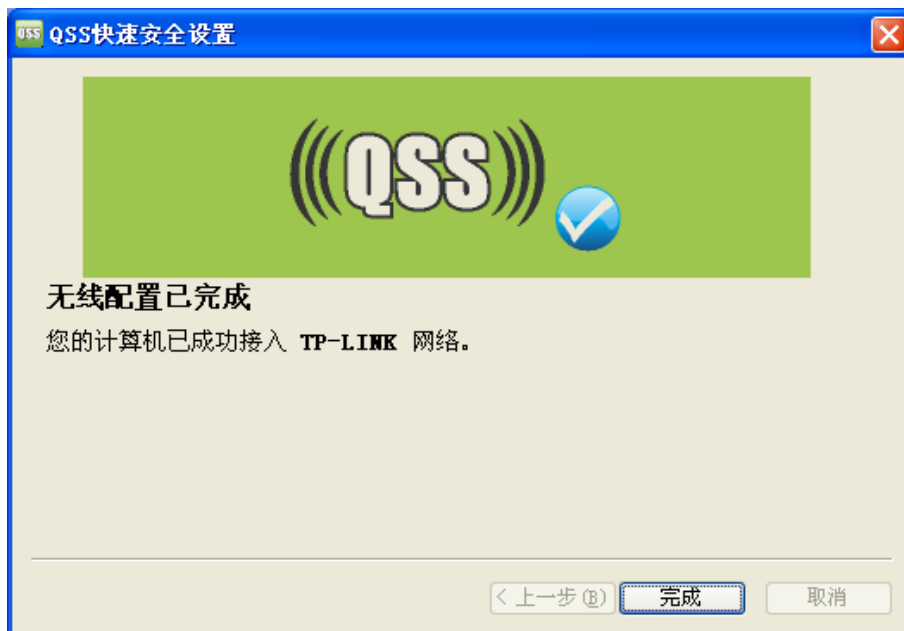 QSS QSS快速安全设置
(((QSS)))
无线配置已完成
您的计算机已成功接入 TP-LINK 网络。
< 上一步(B) 完成 取消